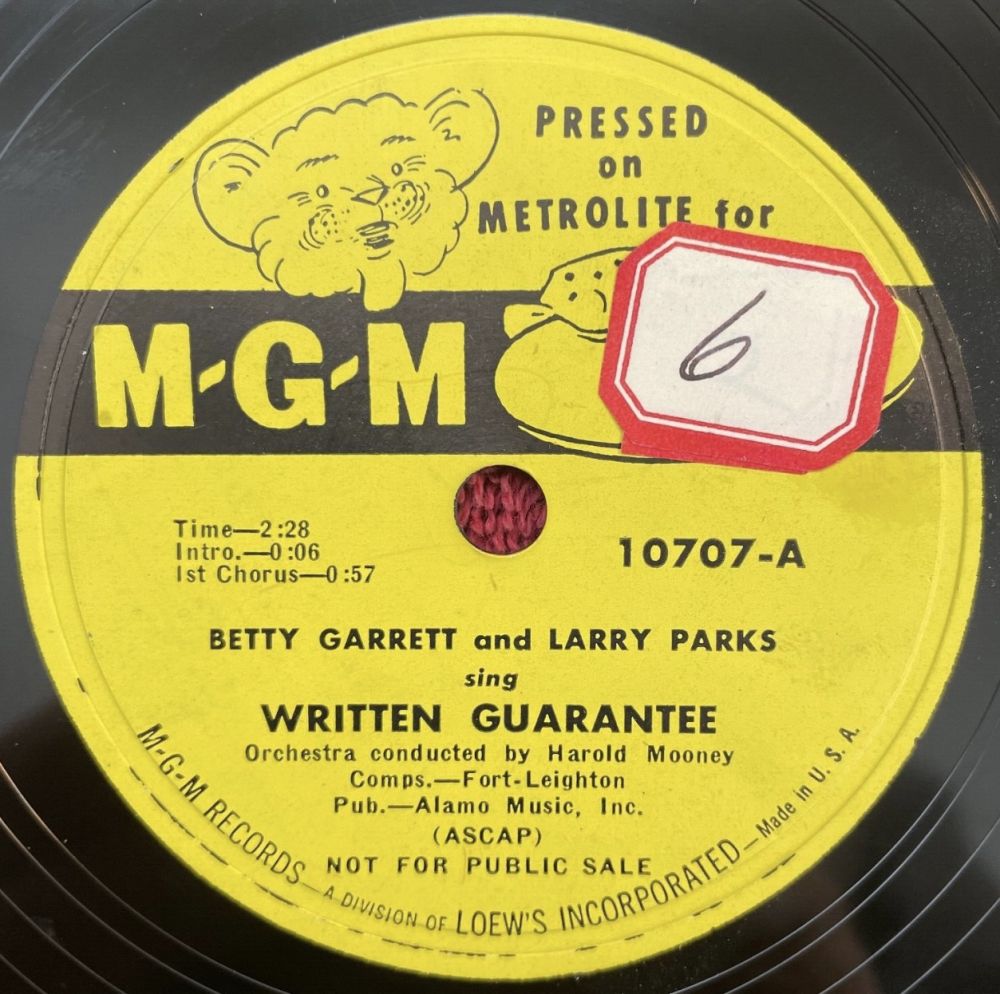 PRESSED
on
METROLITE for
6
M-G-M
Time—2:28
Intro.—0:06
1st Chorus—0:57
10707-A
BETTY GARRETT and LARRY PARKS
sing
WRITTEN GUARANTEE
Orchestra conducted by Harold Mooney
Comps.—Fort-Leighton
Pub.—Alamo Music, Inc.
(ASCAP)
NOT FOR PUBLIC SALE
M-G-M RECORDS — A DIVISION OF LOEW'S INCORPORATED — Made in U. S. A.